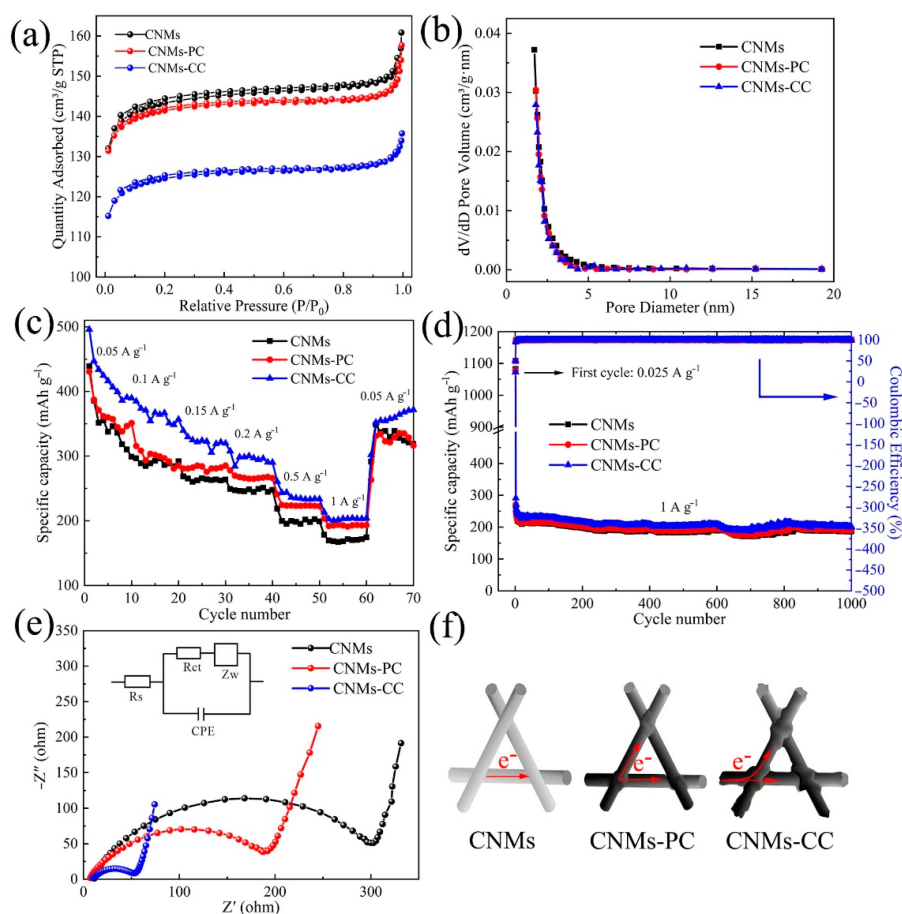 (a)
CNMs
CNMs-PC
CNMs-CC
160
150
140
130
120
110
100
Quantity Adsorbed (cm³/g STP)
0.0 0.2 0.4 0.6 0.8 1.0
Relative Pressure (P/P₀)
(b)
CNMs
CNMs-PC
CNMs-CC
0.04
0.03
0.02
0.01
0.00
dV/dD Pore Volume (cm³/g·nm)
0 5 10 15 20
Pore Diameter (nm)
(c)
CNMs
CNMs-PC
CNMs-CC
0.05 A g⁻¹
0.1 A g⁻¹
0.15 A g⁻¹
0.2 A g⁻¹
0.5 A g⁻¹
1 A g⁻¹
0.05 A g⁻¹
500
400
300
200
100
Specific capacity (mAh g⁻¹)
0 10 20 30 40 50 60 70
Cycle number
(d)
First cycle: 0.025 A g⁻¹
CNMs
CNMs-PC
CNMs-CC
1 A g⁻¹
1200
1100
1000
900
400
300
200
100
0
Specific capacity (mAh g⁻¹)
100
50
0
−50
−100
−150
−200
−250
−300
−350
−400
−450
−500
Coulombic Efficiency (%)
0 200 400 600 800 1000
Cycle number
(e)
Rs
Rct
Zw
CPE
CNMs
CNMs-PC
CNMs-CC
350
300
250
200
150
100
50
0
−Z″ (ohm)
0 100 200 300
Z′ (ohm)
(f)
e⁻
e⁻
e⁻
CNMs
CNMs-PC
CNMs-CC